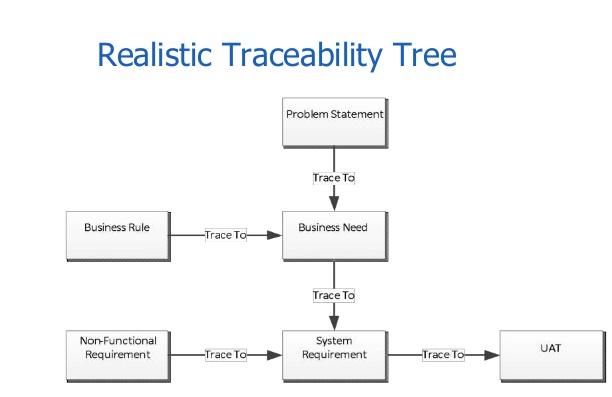 Realistic Traceability Tree
Problem Statement
Trace To
Business Rule
Trace To
Business Need
Trace To
Non-Functional
Requirement
Trace To
System
Requirement
Trace To
UAT